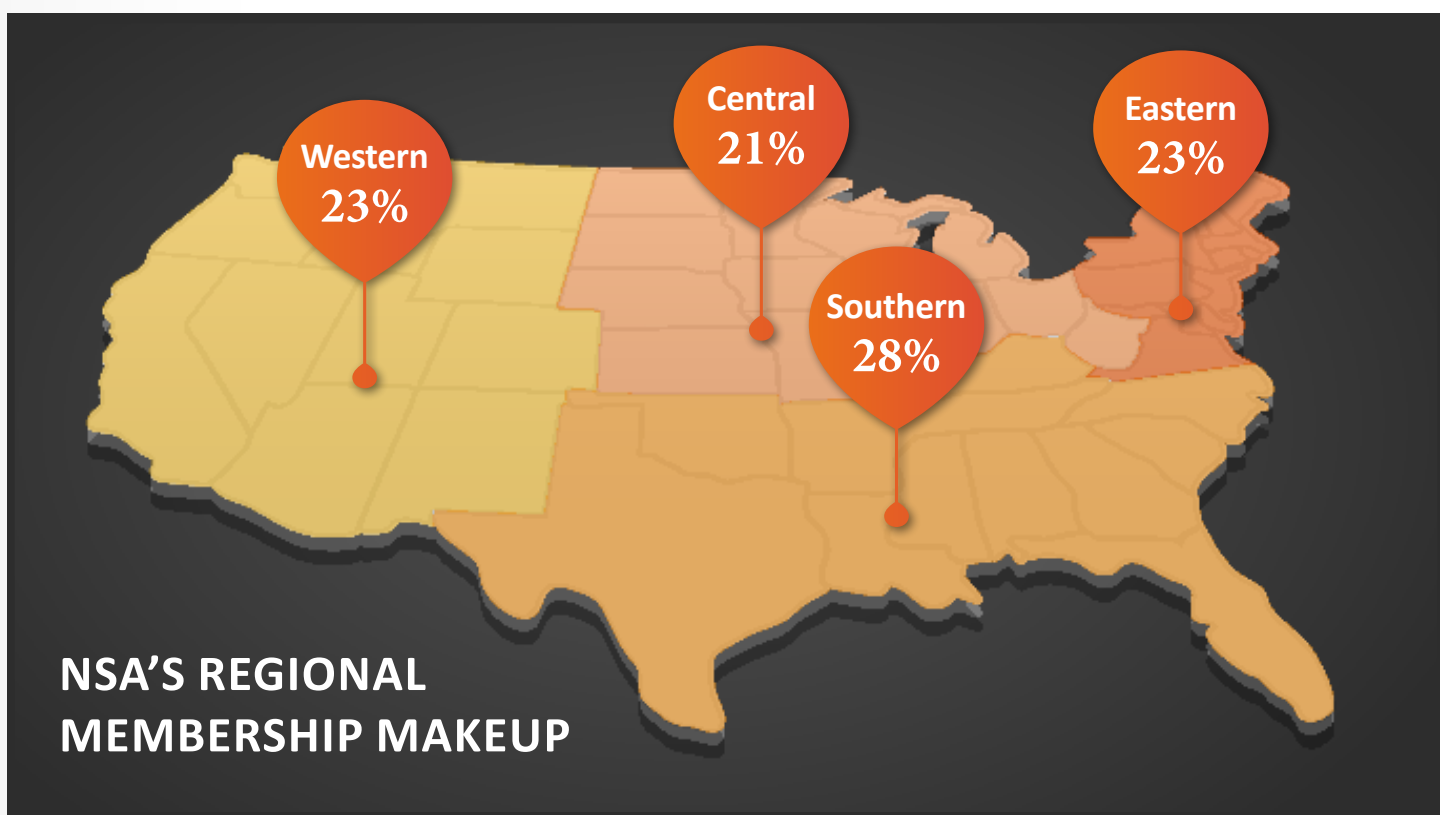 Western
23%
Central
21%
Eastern
23%
Southern
28%
NSA’S REGIONAL
MEMBERSHIP MAKEUP